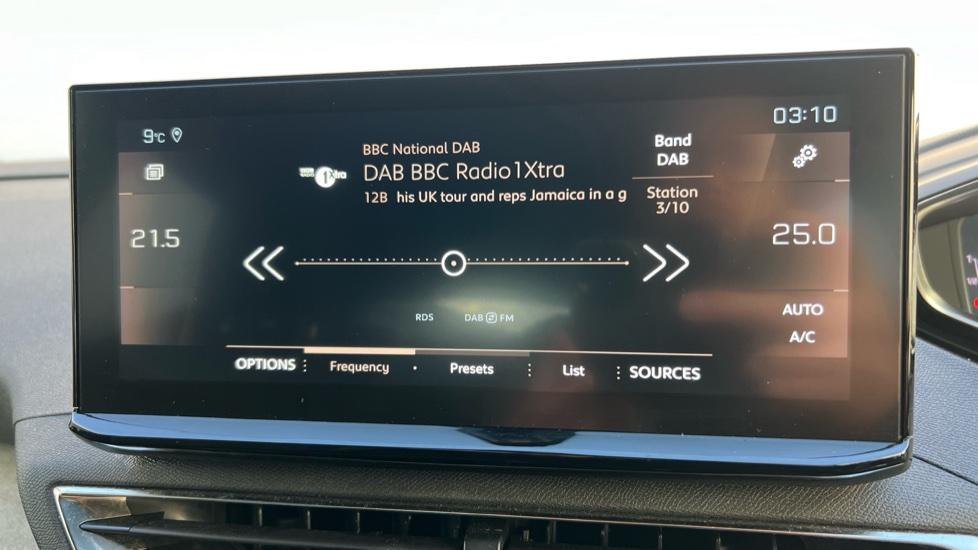 9°C
03:10
BBC National DAB
DAB BBC Radio1Xtra
12B his UK tour and reps Jamaica in a g
1Xtra
Band
DAB
Station
3/10
21.5
25.0
RDS DAB FM
AUTO
A/C
OPTIONS Frequency Presets List SOURCES